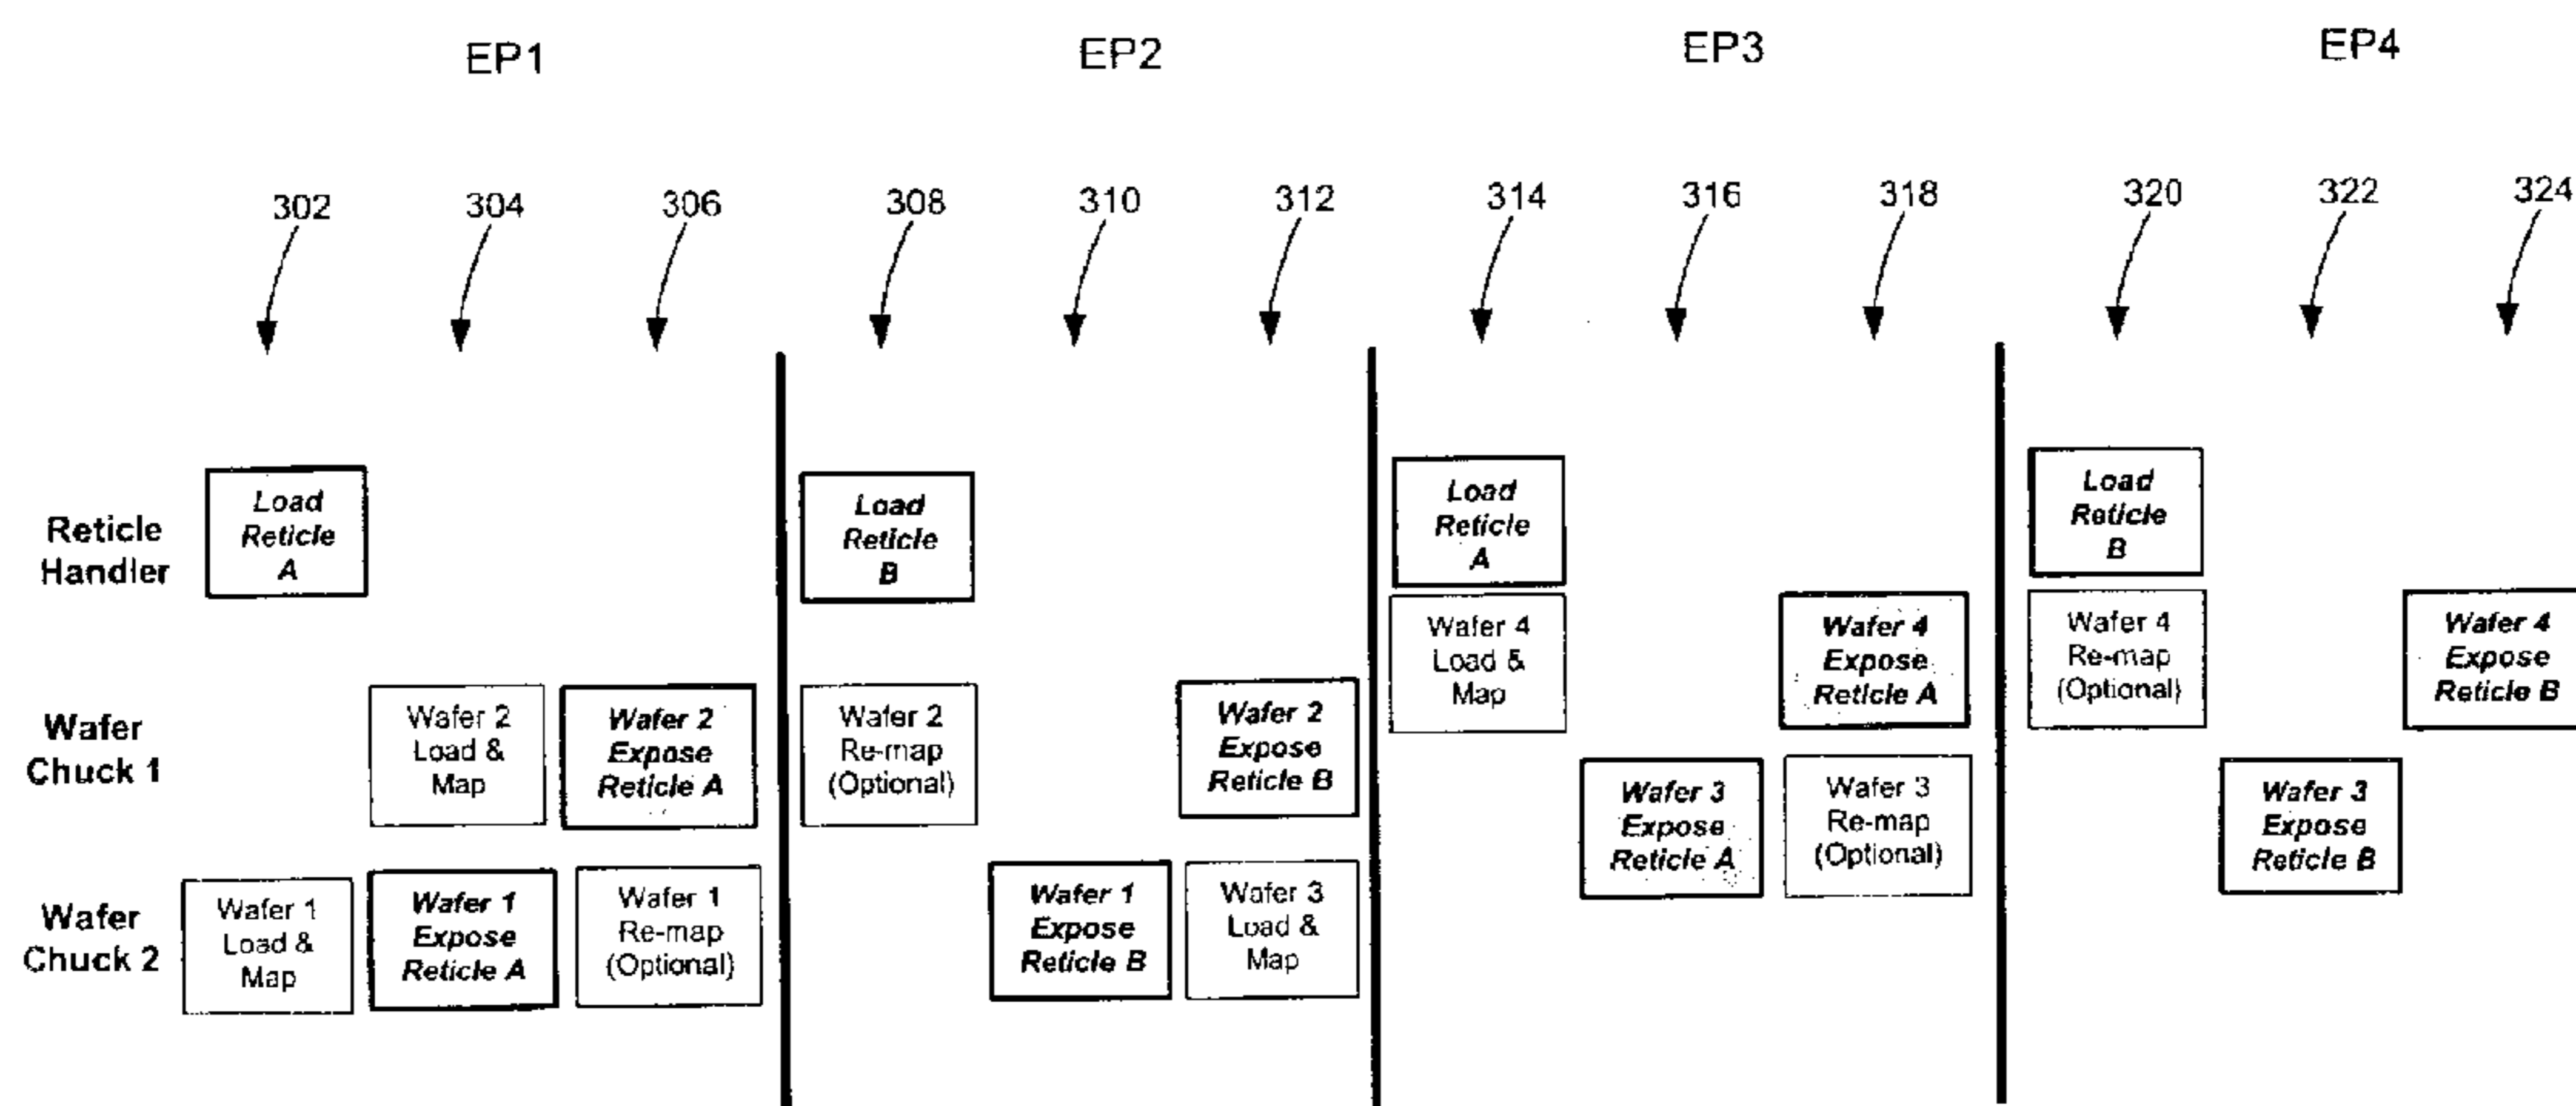 EP1
EP2
EP3
EP4
302
304
306
308
310
312
314
316
318
320
322
324
Reticle
Handler
Load
Reticle
A
Load
Reticle
B
Load
Reticle
A
Load
Reticle
B
Wafer
Chuck 1
Wafer 2
Load &
Map
Wafer 2
Expose
Reticle A
Wafer 2
Re-map
(Optional)
Wafer 2
Expose
Reticle B
Wafer 4
Load &
Map
Wafer 4
Expose
Reticle A
Wafer 4
Re-map
(Optional)
Wafer 4
Expose
Reticle B
Wafer
Chuck 2
Wafer 1
Load &
Map
Wafer 1
Expose
Reticle A
Wafer 1
Re-map
(Optional)
Wafer 1
Expose
Reticle B
Wafer 3
Load &
Map
Wafer 3
Expose
Reticle A
Wafer 3
Re-map
(Optional)
Wafer 3
Expose
Reticle B